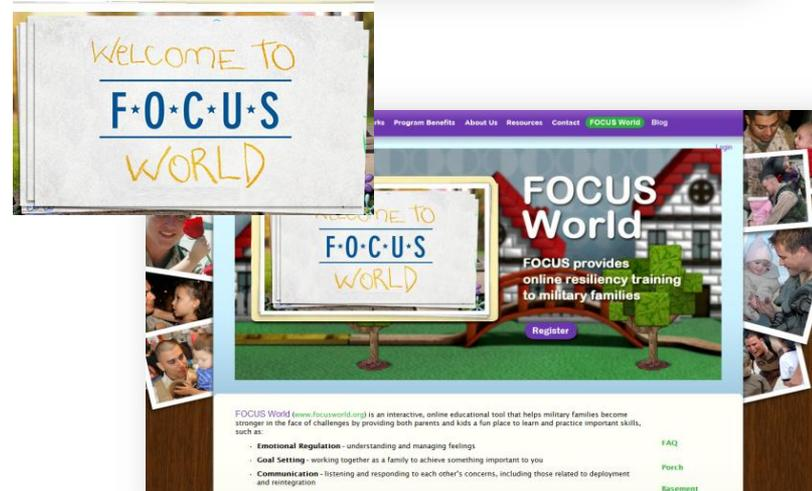 WELCOME TO
F★O★C★U★S
WORLD
rks Program Benefits About Us Resources Contact FOCUS World Blog
Login
WELCOME TO
F·O·C·U·S
WORLD
FOCUS
World
FOCUS provides
online resiliency training
to military families
Register
FOCUS World (www.focusworld.org) is an interactive, online educational tool that helps military families become
stronger in the face of challenges by providing both parents and kids a fun place to learn and practice important skills,
such as:
· Emotional Regulation - understanding and managing feelings
· Goal Setting - working together as a family to achieve something important to you
· Communication - listening and responding to each other's concerns, including those related to deployment
and reintegration
FAQ
Porch
Basement